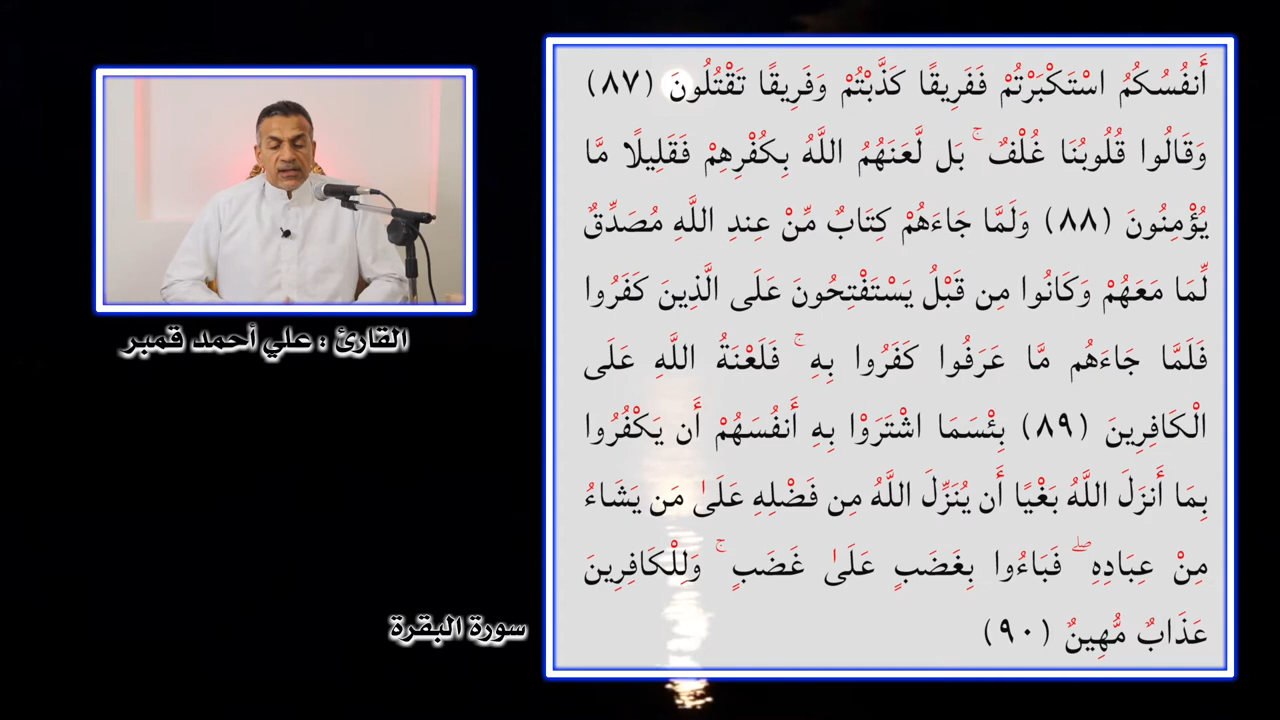 أَنفُسُكُمُ اسْتَكْبَرْتُمْ فَفَرِيقًا كَذَّبْتُمْ وَفَرِيقًا تَقْتُلُونَ (٨٧)
وَقَالُوا قُلُوبُنَا غُلْفٌ ۚ بَل لَّعَنَهُمُ اللَّهُ بِكُفْرِهِمْ فَقَلِيلًا مَّا
يُؤْمِنُونَ (٨٨) وَلَمَّا جَاءَهُمْ كِتَابٌ مِّنْ عِندِ اللَّهِ مُصَدِّقٌ
لِّمَا مَعَهُمْ وَكَانُوا مِن قَبْلُ يَسْتَفْتِحُونَ عَلَى الَّذِينَ كَفَرُوا
فَلَمَّا جَاءَهُم مَّا عَرَفُوا كَفَرُوا بِهِ ۚ فَلَعْنَةُ اللَّهِ عَلَى
الْكَافِرِينَ (٨٩) بِئْسَمَا اشْتَرَوْا بِهِ أَنفُسَهُمْ أَن يَكْفُرُوا
بِمَا أَنزَلَ اللَّهُ بَغْيًا أَن يُنَزِّلَ اللَّهُ مِن فَضْلِهِ عَلَىٰ مَن يَشَاءُ
مِنْ عِبَادِهِ ۖ فَبَاءُوا بِغَضَبٍ عَلَىٰ غَضَبٍ ۚ وَلِلْكَافِرِينَ
عَذَابٌ مُّهِينٌ (٩٠)
القارئ : علي أحمد قمبر
سورة البقرة